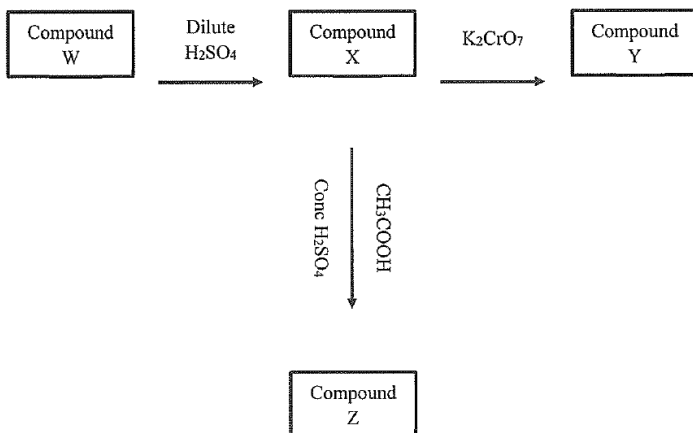 Compound
W
Dilute
H₂SO₄
Compound
X
K₂CrO₇
Compound
Y
Conc H₂SO₄
CH₃COOH
Compound
Z